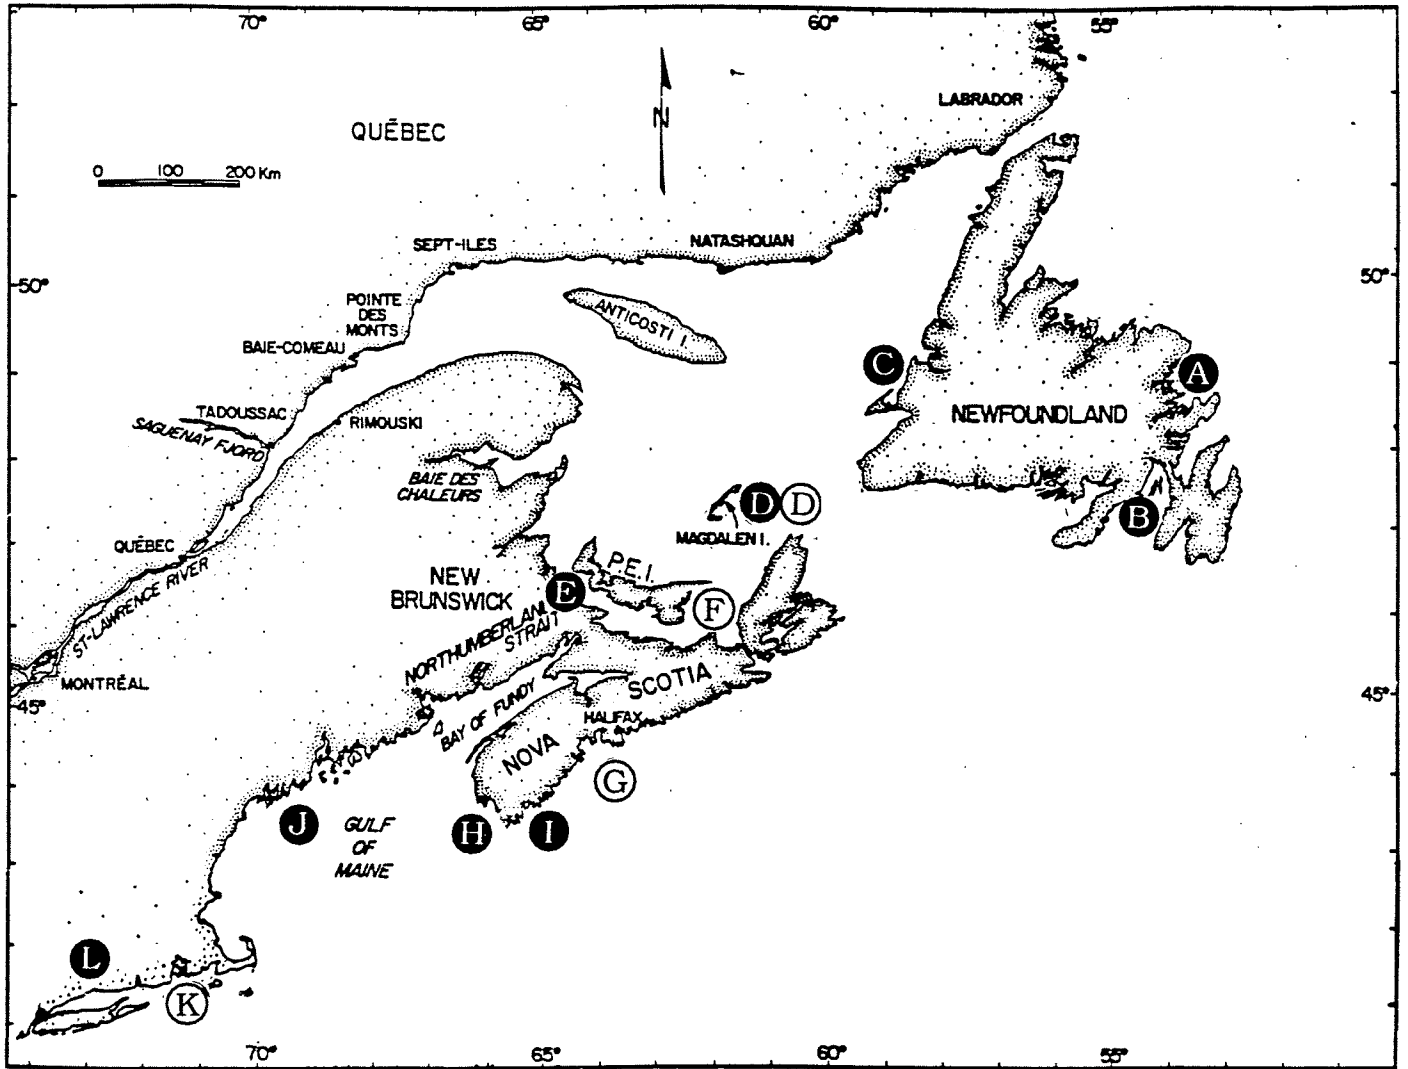 70° 65° 60° 55°
LABRADOR
N
QUÉBEC
0 100 200 Km
SEPT-ILES
NATASHQUAN
50° 50°
POINTE
DES
MONTS
ANTICOSTI I.
BAIE-COMEAU
C
A
TADOUSSAC
SAGUENAY FJORD
RIMOUSKI
NEWFOUNDLAND
BAIE DES
CHALEURS
D D
B
MAGDALEN I.
QUÉBEC
ST-LAWRENCE RIVER
P.E.I.
NEW
BRUNSWICK
E
F
NORTHUMBERLAND
STRAIT
MONTRÉAL
SCOTIA
45° 45°
BAY OF FUNDY
HALIFAX
NOVA
G
J
H
I
GULF
OF
MAINE
L
K
70° 65° 60° 55°